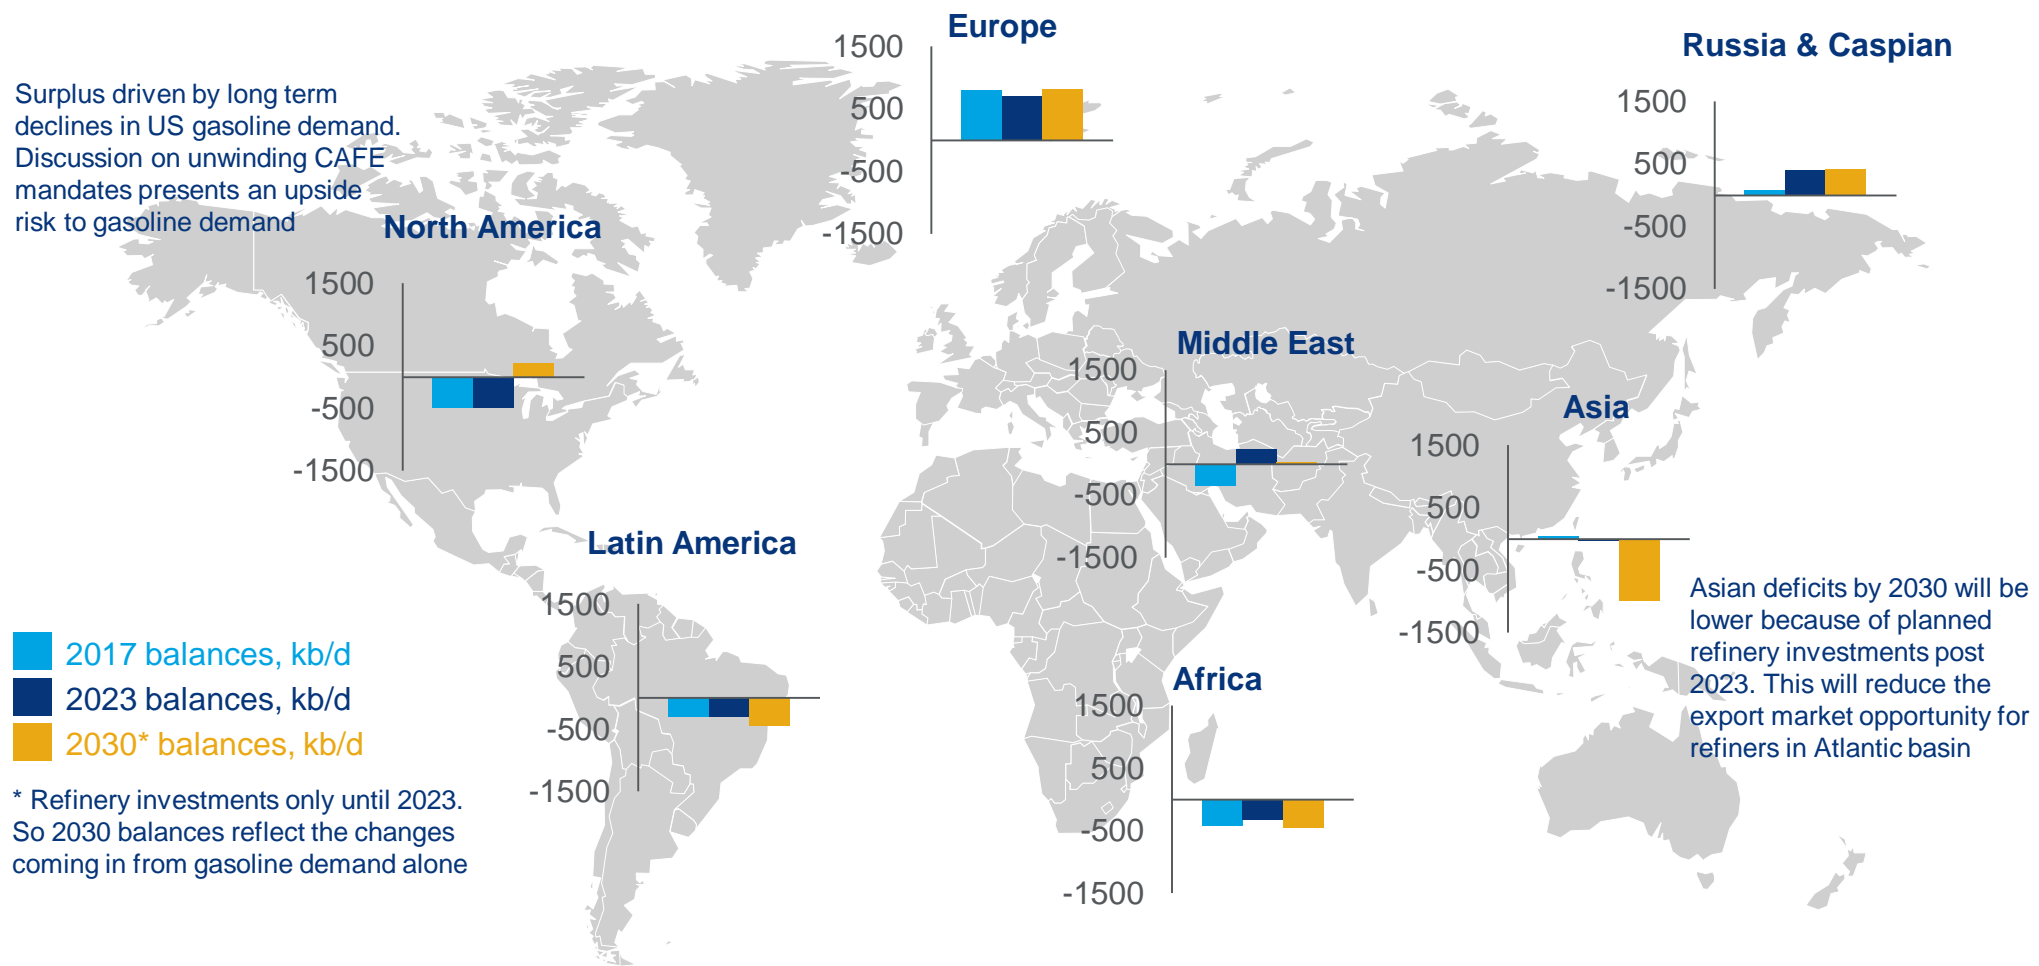 Europe
1500
500
-500
-1500
Russia & Caspian
1500
500
-500
-1500
Surplus driven by long term
declines in US gasoline demand.
Discussion on unwinding CAFE
mandates presents an upside
risk to gasoline demand
North America
1500
500
-500
-1500
Middle East
1500
500
-500
-1500
Asia
1500
500
-500
-1500
Asian deficits by 2030 will be
lower because of planned
refinery investments post
2023. This will reduce the
export market opportunity for
refiners in Atlantic basin
Latin America
1500
500
-500
-1500
Africa
1500
500
-500
-1500
2017 balances, kb/d
2023 balances, kb/d
2030* balances, kb/d
* Refinery investments only until 2023.
So 2030 balances reflect the changes
coming in from gasoline demand alone